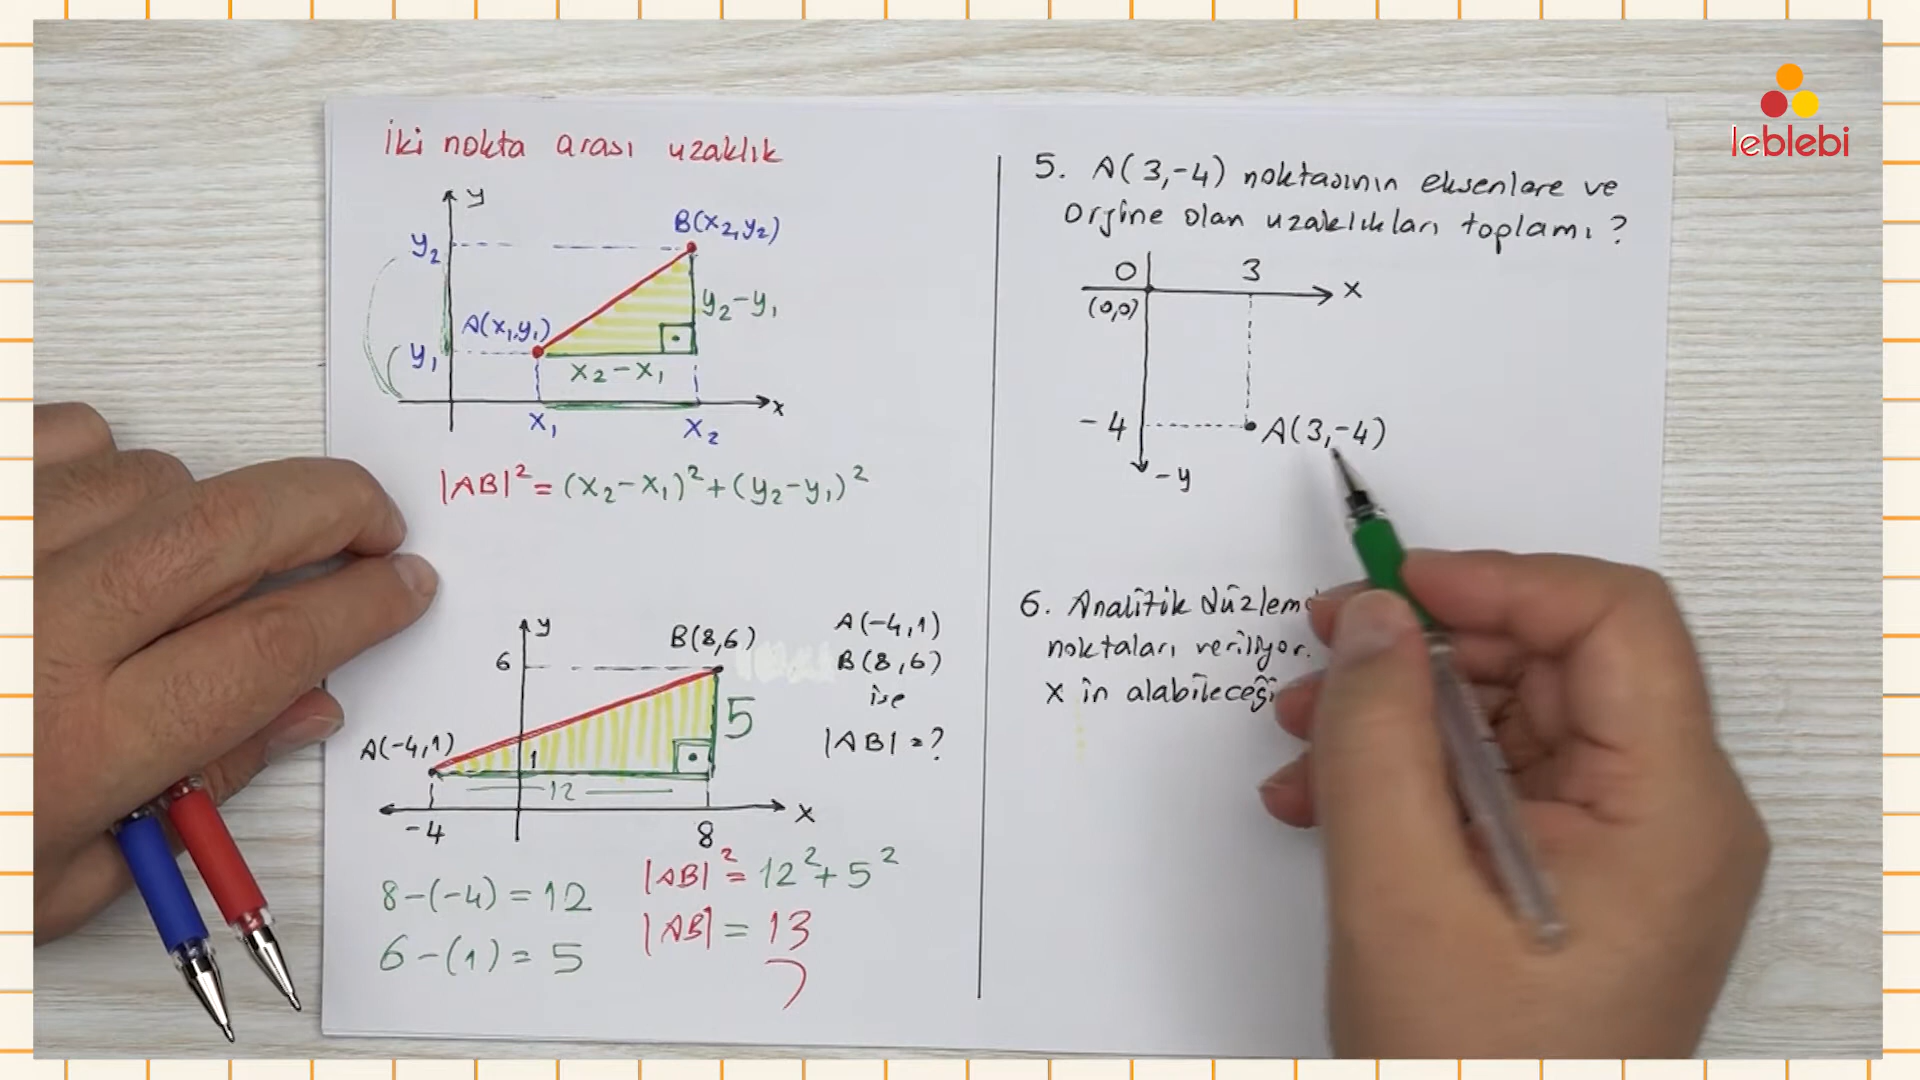 İki nokta arası uzaklık
y
B(x₂,y₂)
y₂
y₂-y₁
A(x₁,y₁)
y₁
x₂-x₁
x
x₁
x₂
|AB|²=(x₂-x₁)²+(y₂-y₁)²
y
B(8,6)
6
5
A(-4,1)
1
12
x
-4
8
A(-4,1)
B(8,6)
ise
|AB|=?
8-(-4)=12
6-(1)=5
|AB|²=12²+5²
|AB|=13
5. A(3,-4) noktasının eksenlere ve
Orjine olan uzaklıkları toplamı?
0
3
x
(0,0)
-4
A(3,-4)
-y
6. Analitik düzlemd
noktaları veriliyor.
x in alabileceği
leblebi